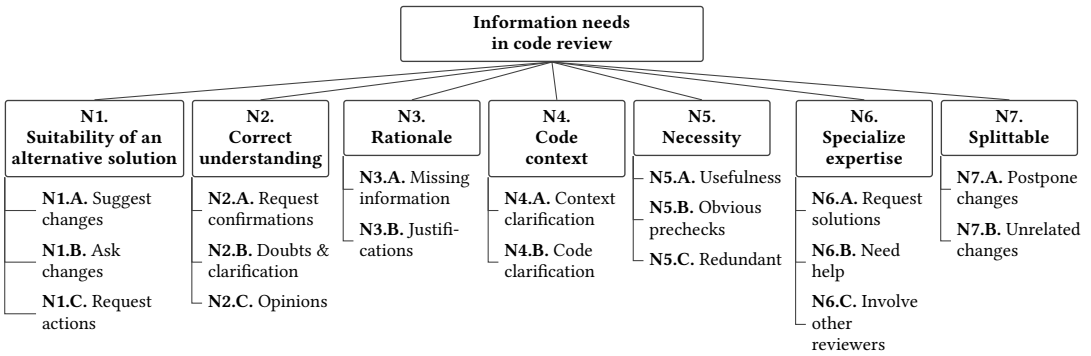 Information needs
in code review
N1.
Suitability of an
alternative solution
N1.A. Suggest
changes
N1.B. Ask
changes
N1.C. Request
actions
N2.
Correct
understanding
N2.A. Request
confirmations
N2.B. Doubts &
clarification
N2.C. Opinions
N3.
Rationale
N3.A. Missing
information
N3.B. Justifi-
cations
N4.
Code
context
N4.A. Context
clarification
N4.B. Code
clarification
N5.
Necessity
N5.A. Usefulness
N5.B. Obvious
prechecks
N5.C. Redundant
N6.
Specialize
expertise
N6.A. Request
solutions
N6.B. Need
help
N6.C. Involve
other
reviewers
N7.
Splittable
N7.A. Postpone
changes
N7.B. Unrelated
changes